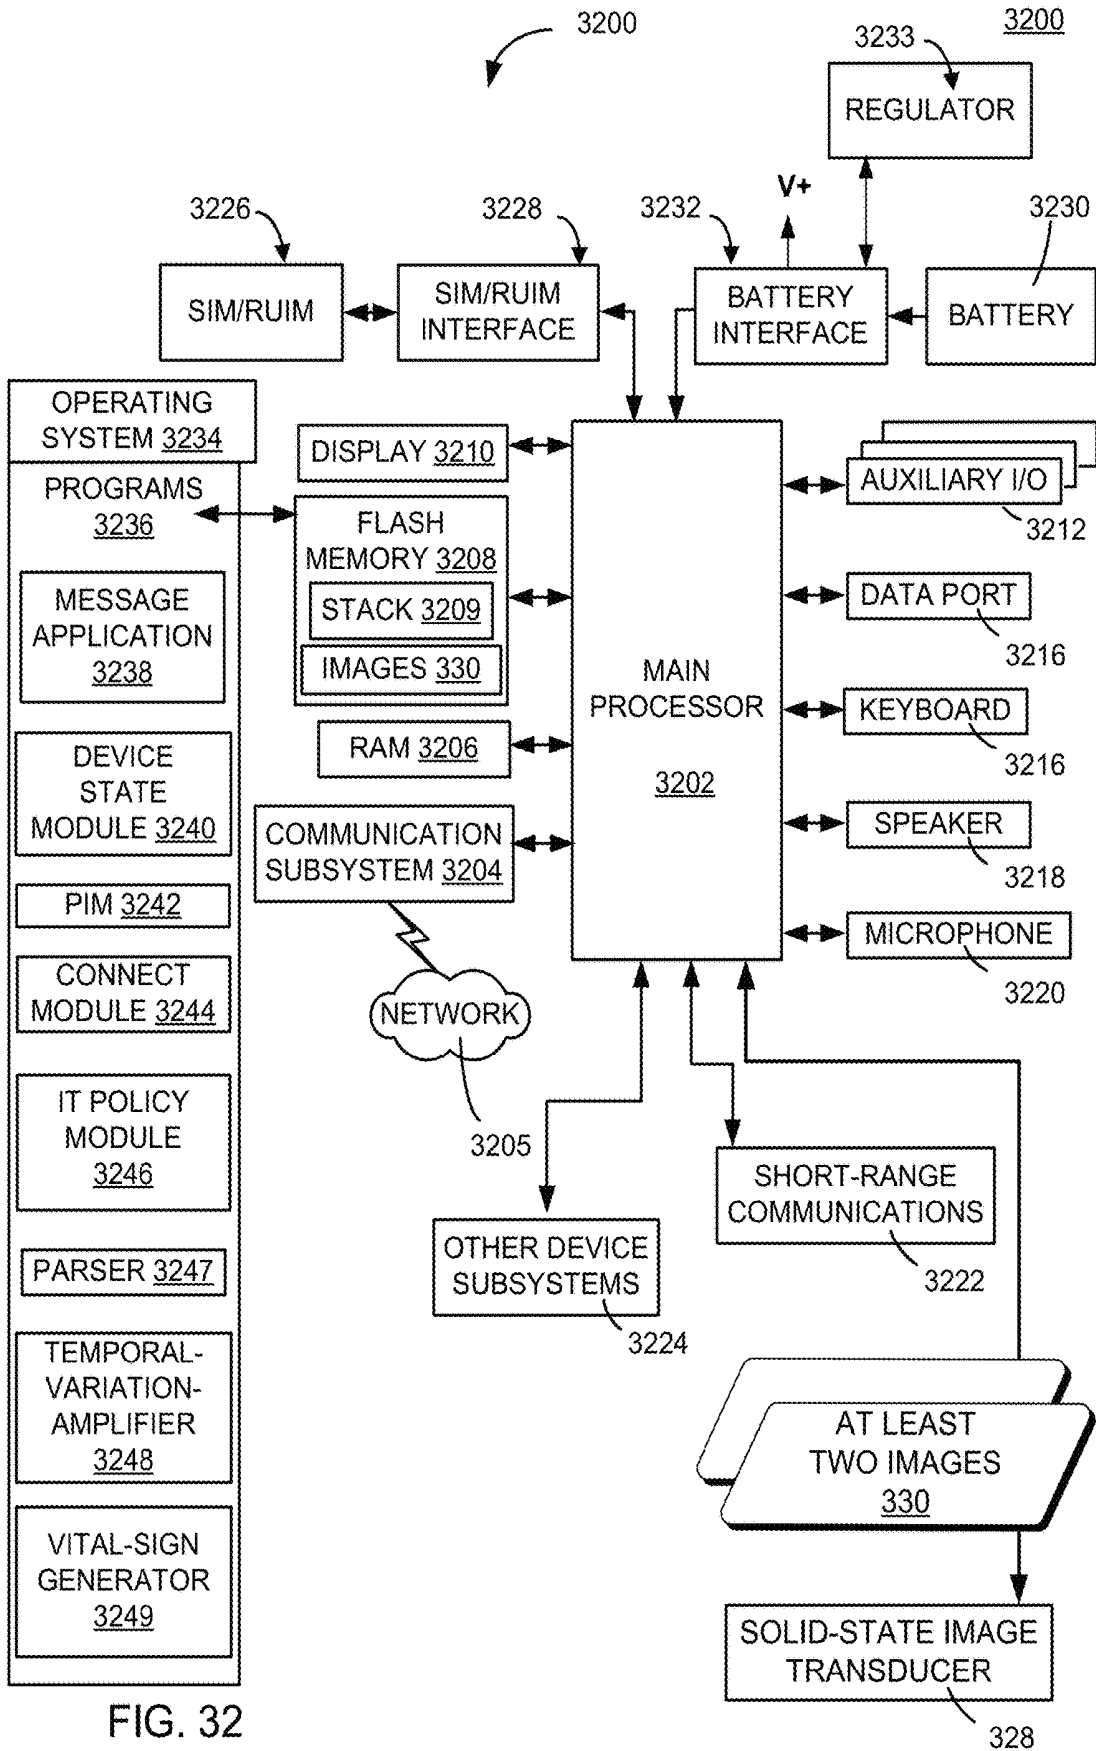 3200
3200
3233
REGULATOR
V+
3226
3228
3232
3230
SIM/RUIM
SIM/RUIM
INTERFACE
BATTERY
INTERFACE
BATTERY
OPERATING
SYSTEM 3234
PROGRAMS
3236
MESSAGE
APPLICATION
3238
DEVICE
STATE
MODULE 3240
PIM 3242
CONNECT
MODULE 3244
IT POLICY
MODULE
3246
PARSER 3247
TEMPORAL-
VARIATION-
AMPLIFIER
3248
VITAL-SIGN
GENERATOR
3249
DISPLAY 3210
FLASH
MEMORY 3208
STACK 3209
IMAGES 330
RAM 3206
COMMUNICATION
SUBSYSTEM 3204
NETWORK
3205
MAIN
PROCESSOR
3202
AUXILIARY I/O
3212
DATA PORT
3216
KEYBOARD
3216
SPEAKER
3218
MICROPHONE
3220
OTHER DEVICE
SUBSYSTEMS
3224
SHORT-RANGE
COMMUNICATIONS
3222
AT LEAST
TWO IMAGES
330
SOLID-STATE IMAGE
TRANSDUCER
328
FIG. 32